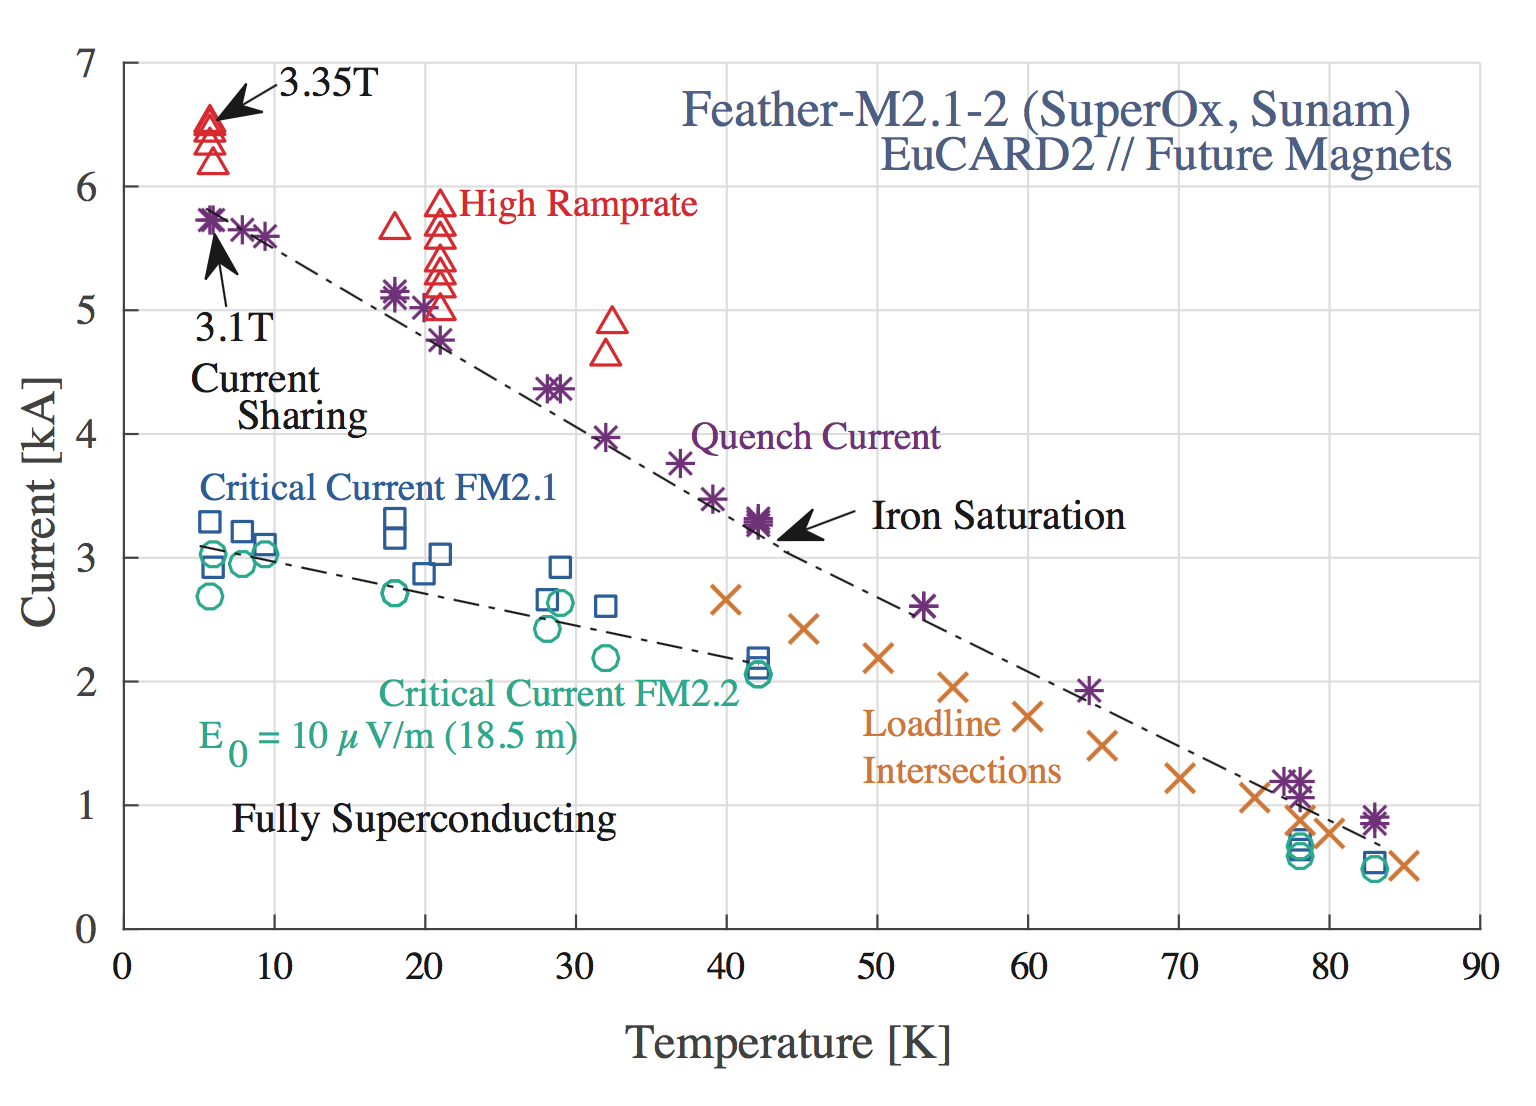 7
3.35T
Feather-M2.1-2 (SuperOx, Sunam)
EuCARD2 // Future Magnets
6
High Ramprate
5
3.1T
Current
Sharing
4
Quench Current
Critical Current FM2.1
Iron Saturation
3
2
Critical Current FM2.2
E0 = 10 μ V/m (18.5 m)
Loadline
Intersections
1
Fully Superconducting
0
0 10 20 30 40 50 60 70 80 90
Temperature [K]
Current [kA]